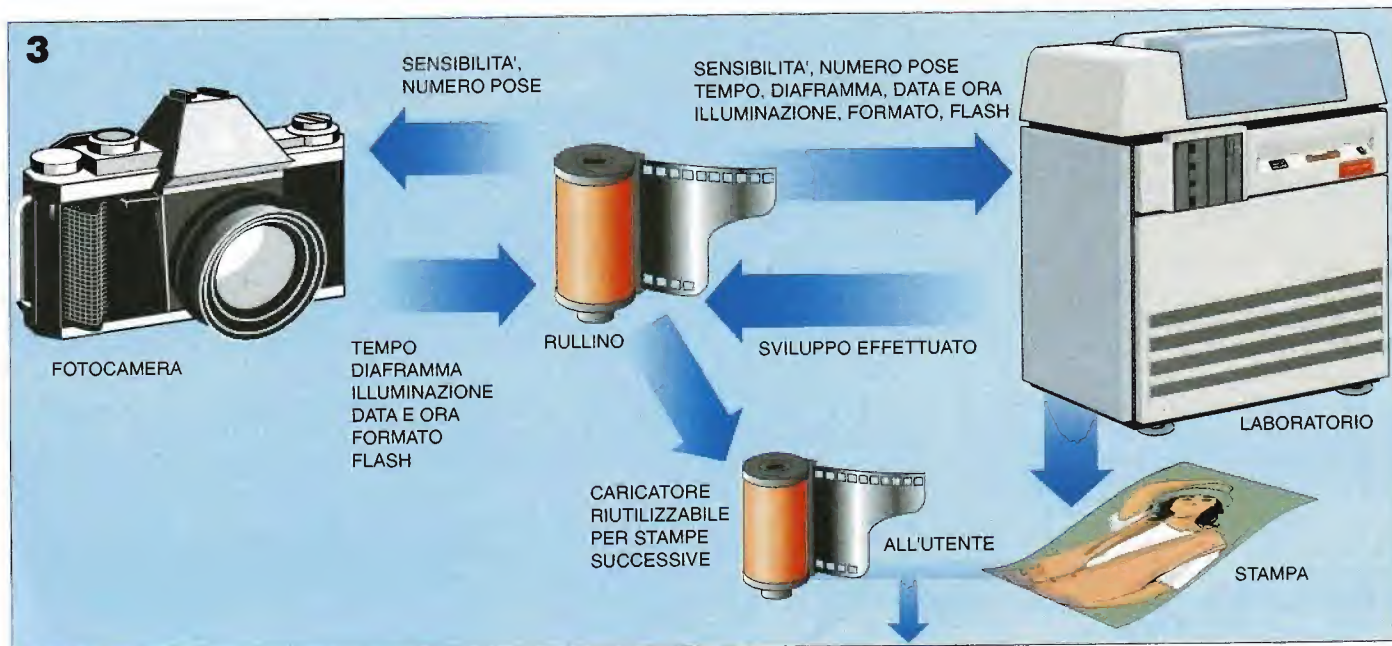 3
SENSIBILITA',
NUMERO POSE
SENSIBILITA', NUMERO POSE
TEMPO, DIAFRAMMA, DATA E ORA
ILLUMINAZIONE, FORMATO, FLASH
FOTOCAMERA
TEMPO
DIAFRAMMA
ILLUMINAZIONE
DATA E ORA
FORMATO
FLASH
RULLINO
SVILUPPO EFFETTUATO
LABORATORIO
CARICATORE
RIUTILIZZABILE
PER STAMPE
SUCCESSIVE
ALL'UTENTE
STAMPA